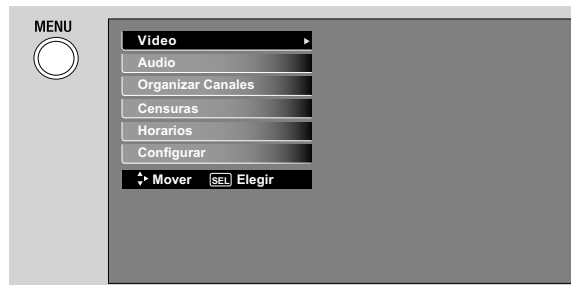 MENU
Video
Audio
Organizar Canales
Censuras
Horarios
Configurar
Mover SEL Elegir